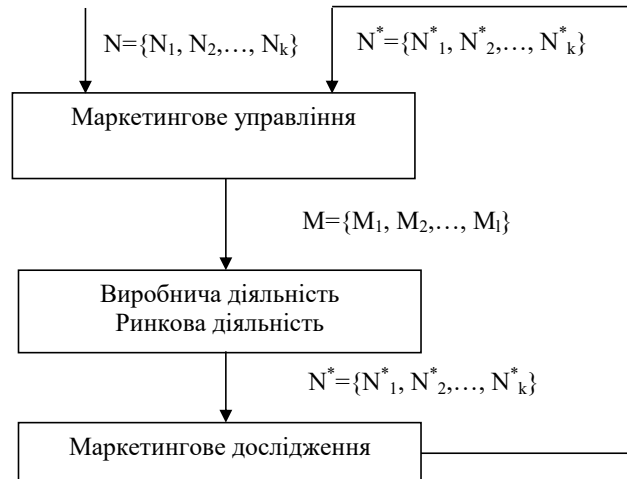 N={N₁, N₂,…, Nₖ}
N*={N*₁, N*₂,…, N*ₖ}
Маркетингове управління
M={M₁, M₂,…, Mₗ}
Виробнича діяльність
Ринкова діяльність
N*={N*₁, N*₂,…, N*ₖ}
Маркетингове дослідження